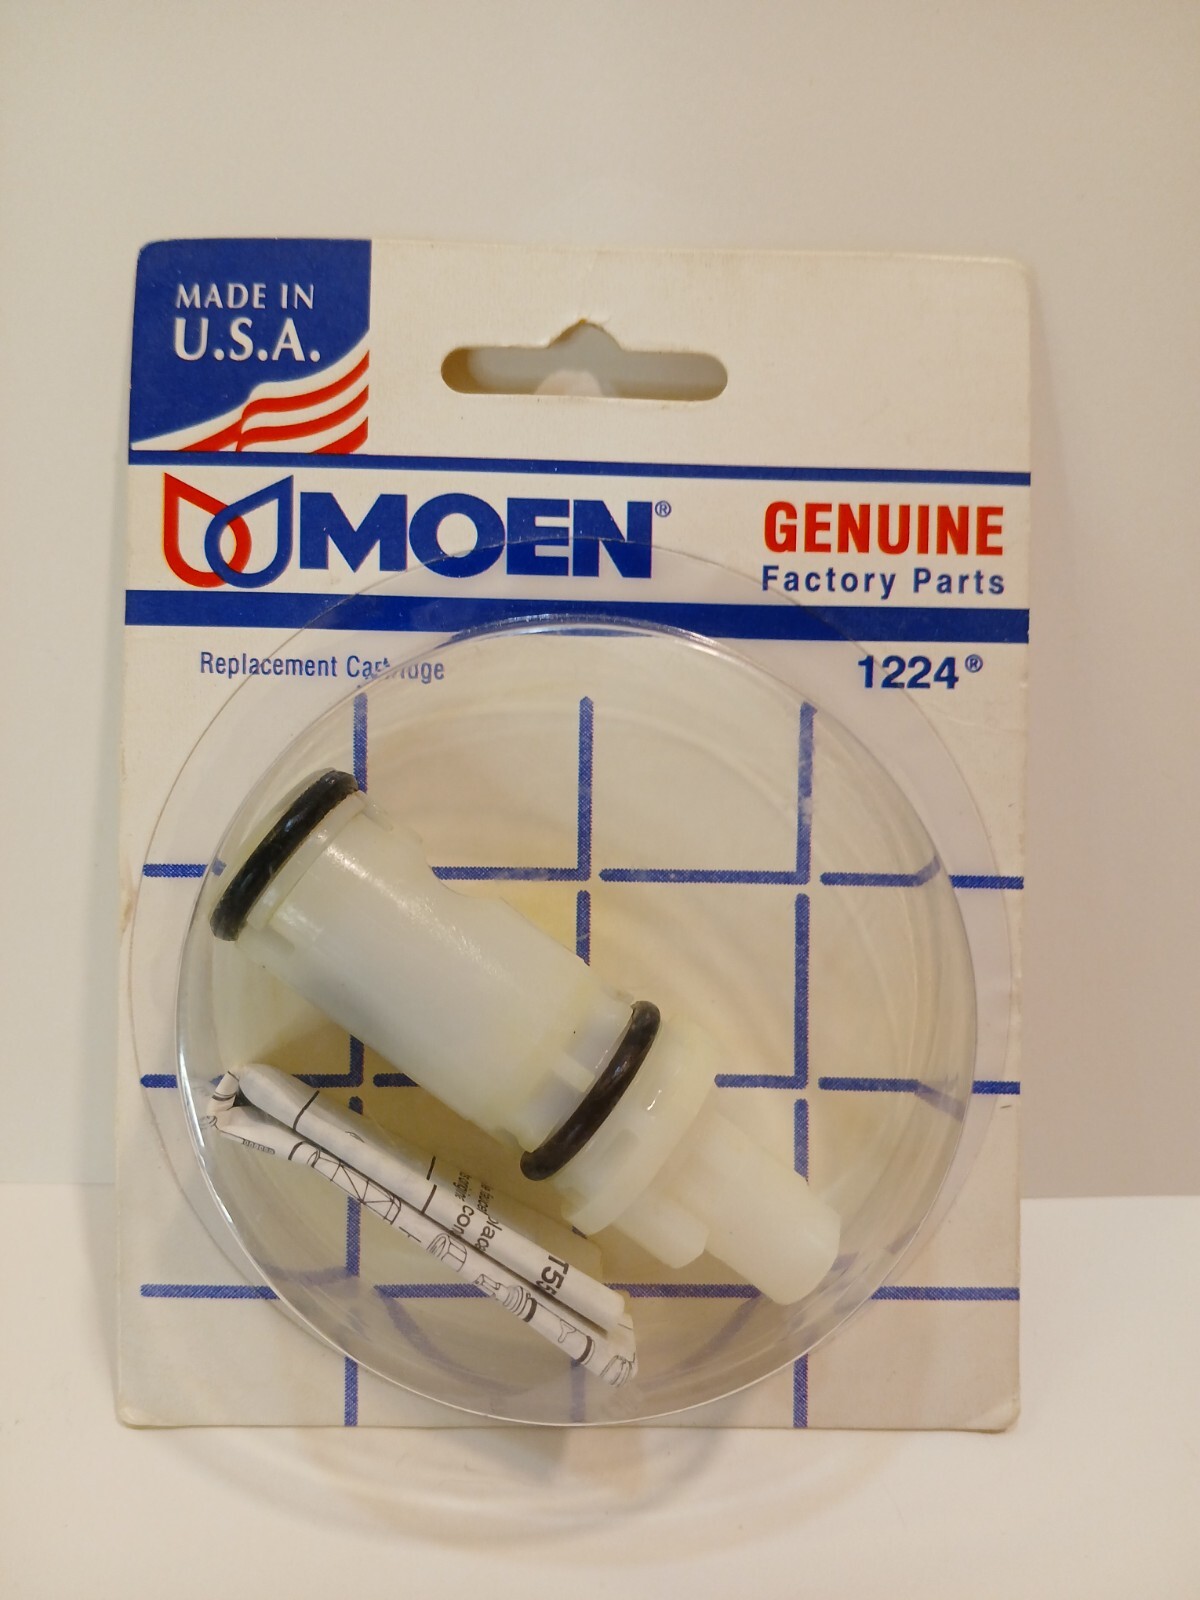 MADE IN
U.S.A.
MOEN®
GENUINE
Factory Parts
Replacement Cartridge
1224®